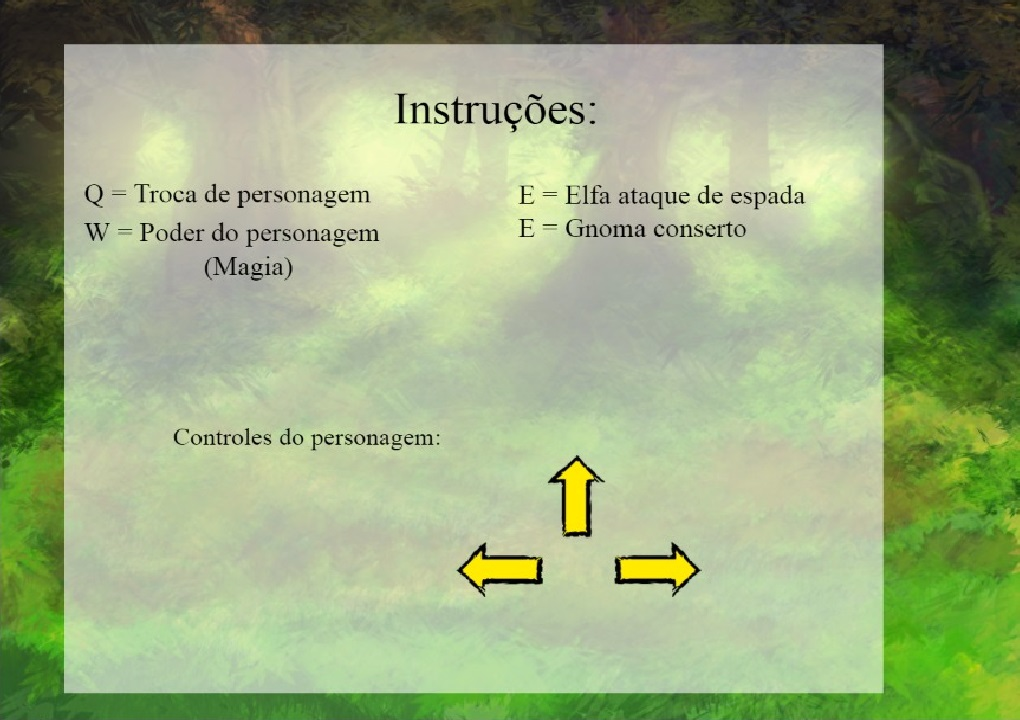 Instruções:
Q = Troca de personagem
W = Poder do personagem
(Magia)
E = Elfa ataque de espada
E = Gnoma conserto
Controles do personagem: